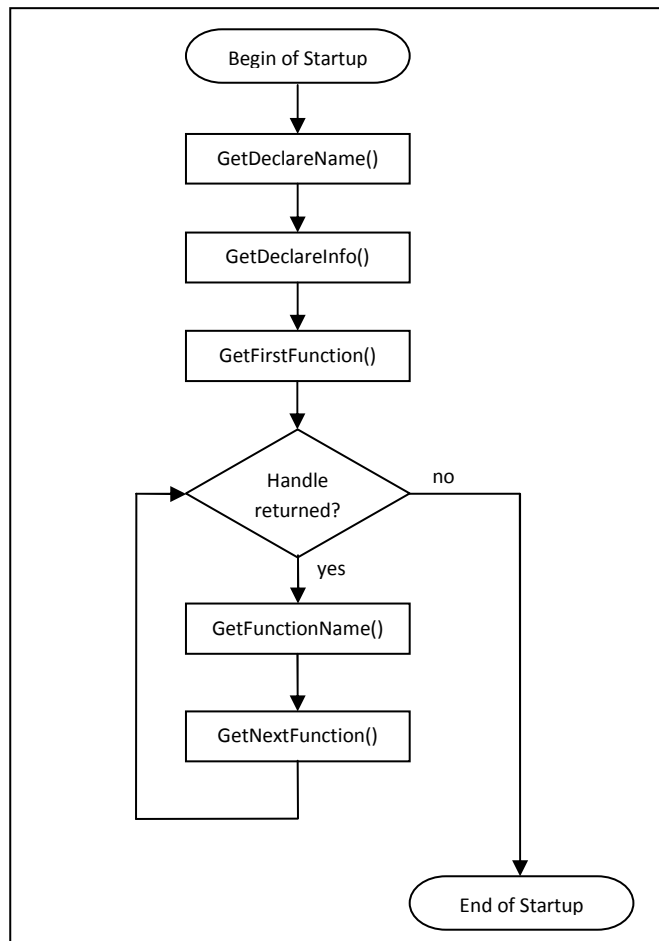 Begin of Startup
GetDeclareName()
GetDeclareInfo()
GetFirstFunction()
Handle
returned?
no
yes
GetFunctionName()
GetNextFunction()
End of Startup